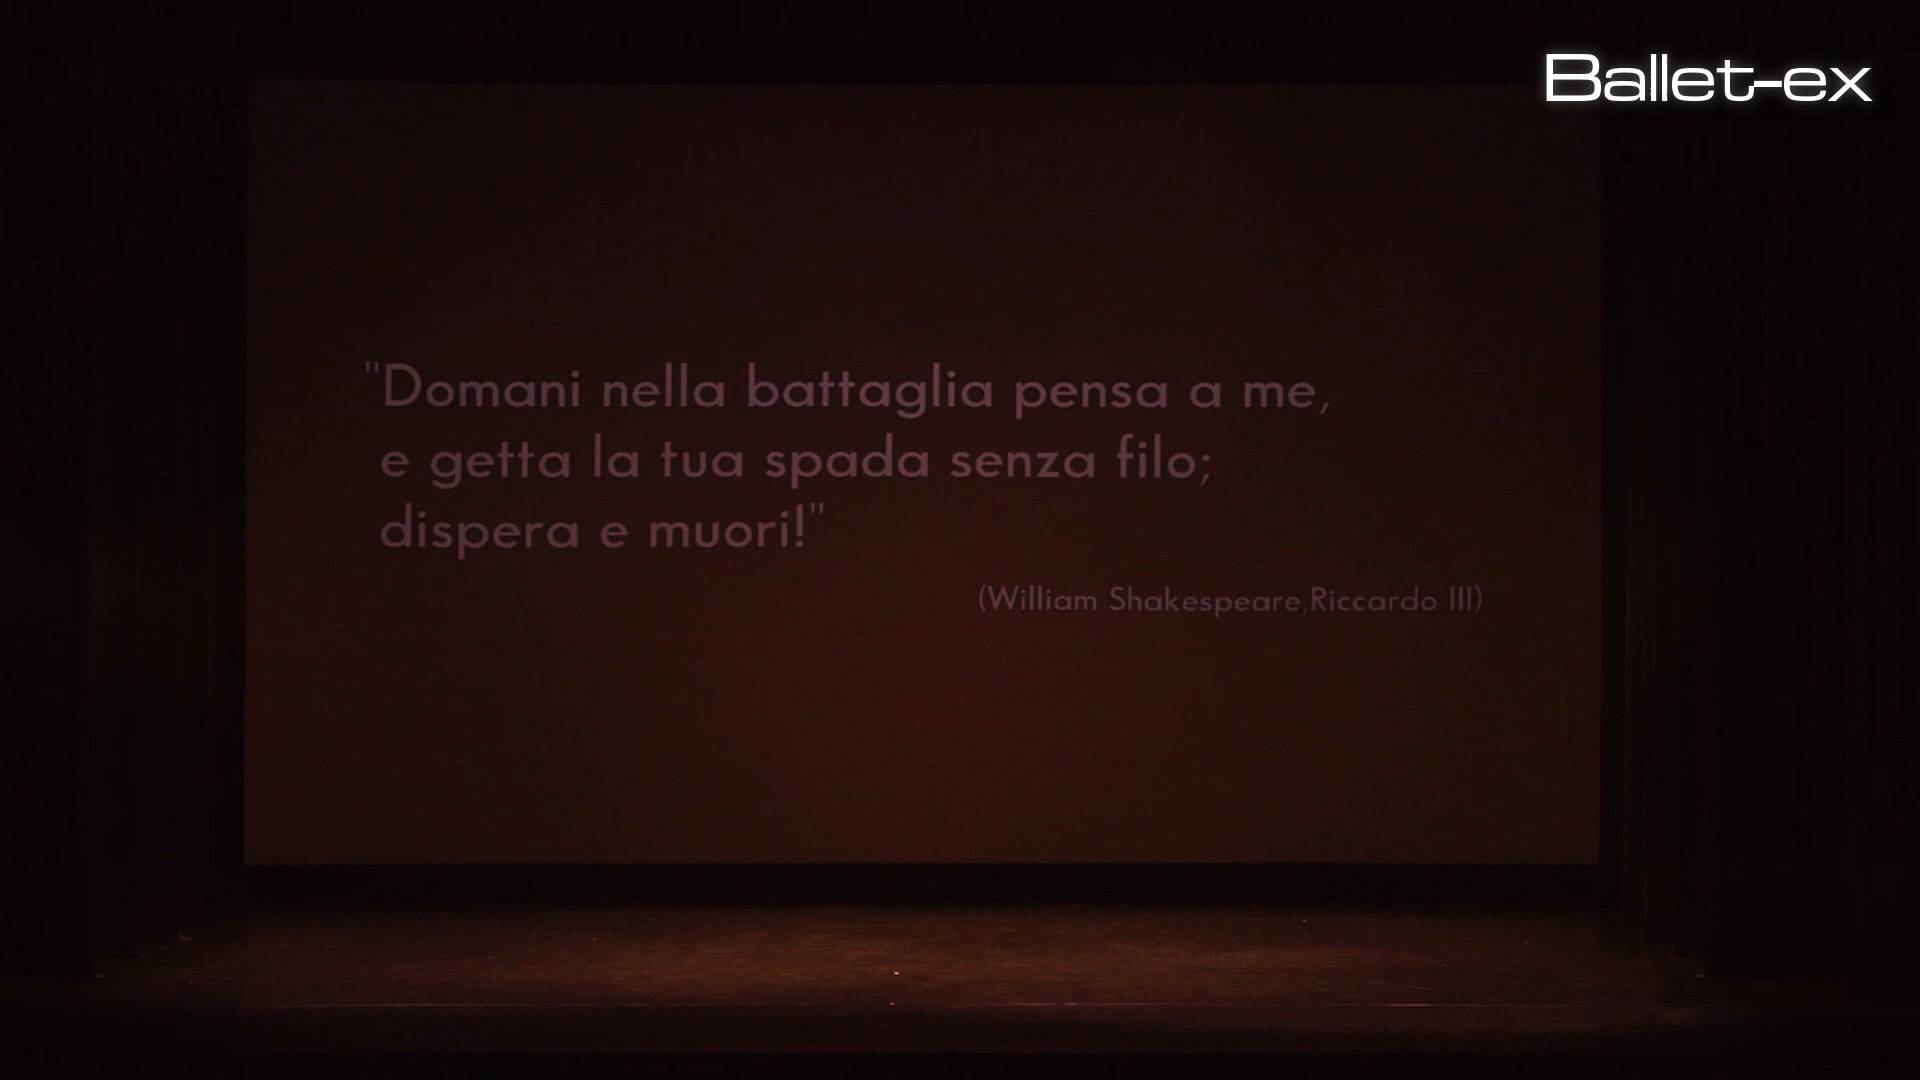 Ballet-ex
"Domani nella battaglia pensa a me,
e getta la tua spada senza filo;
dispera e muori!"
(William Shakespeare,Riccardo III)